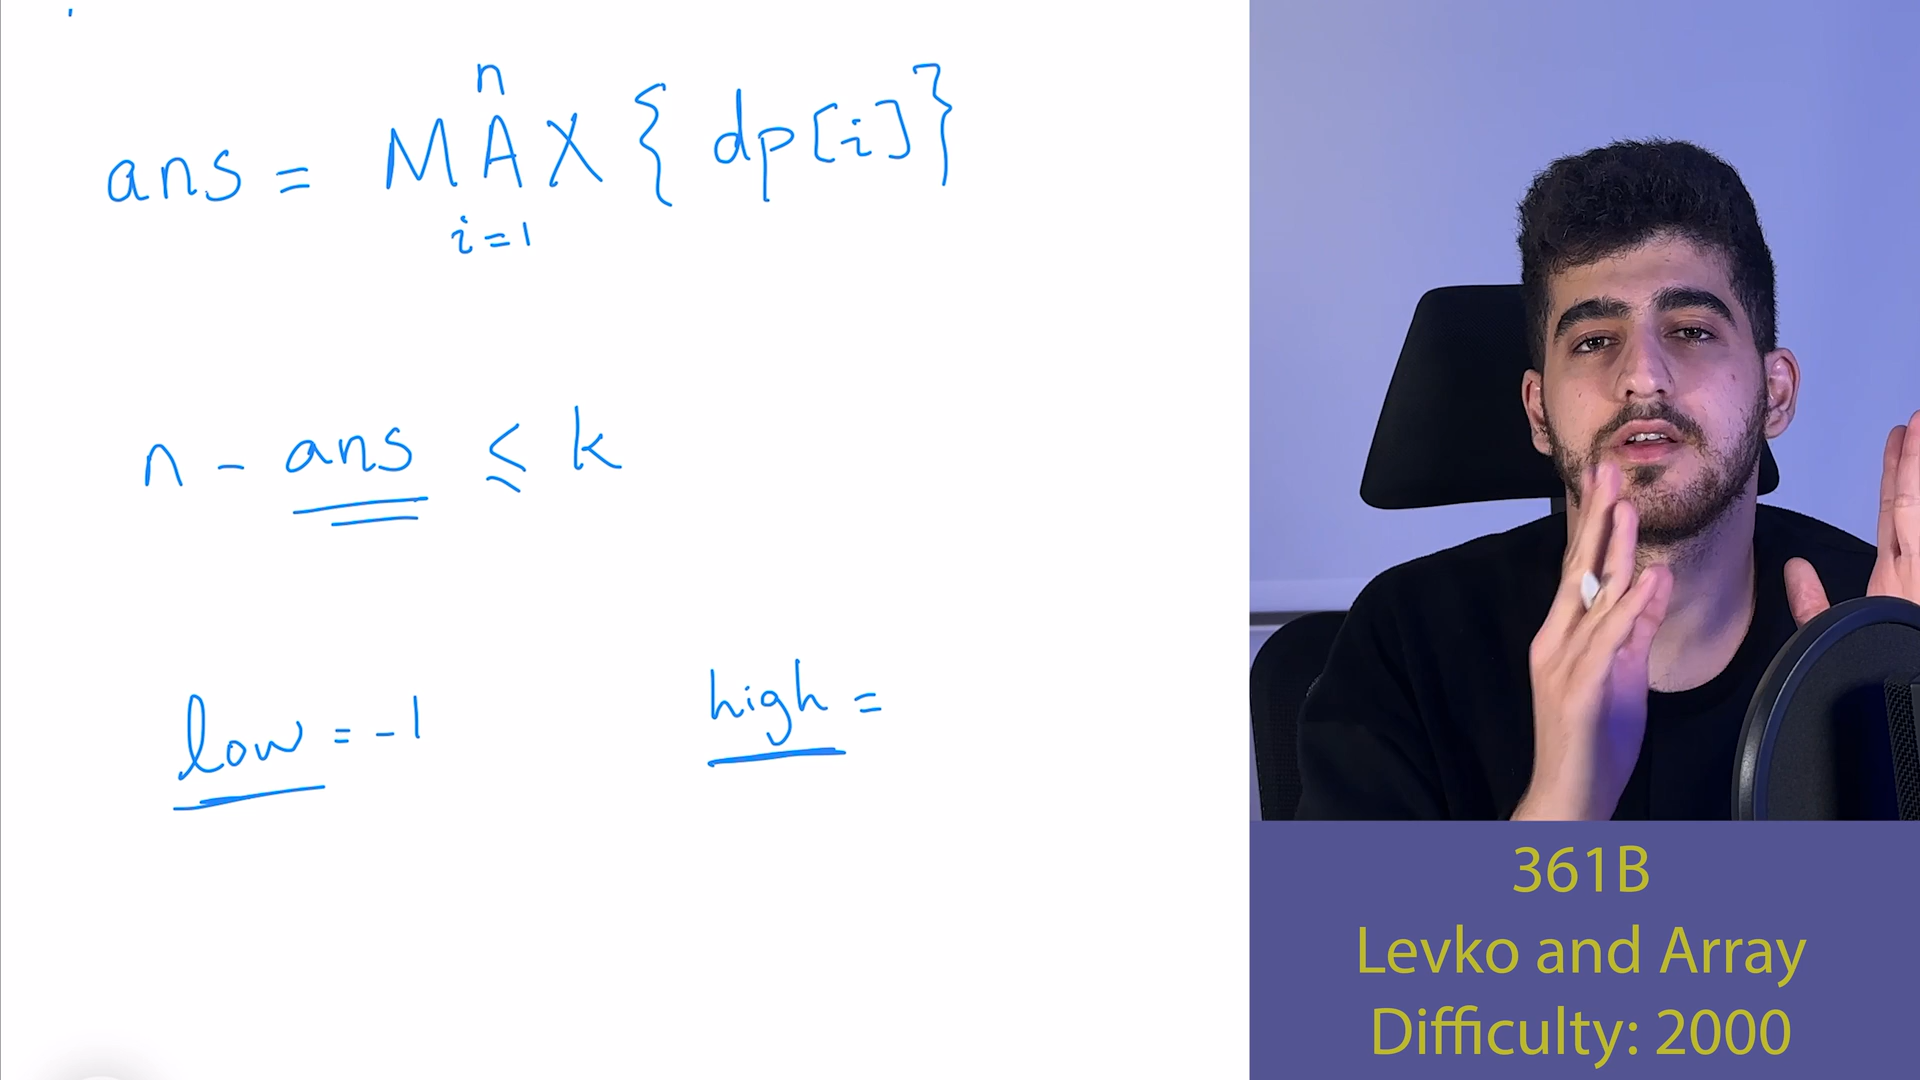 n
ans = MAX { dp[i] }
i=1
n - ans ≤ k
low = -1 high =
361B
Levko and Array
Difficulty: 2000